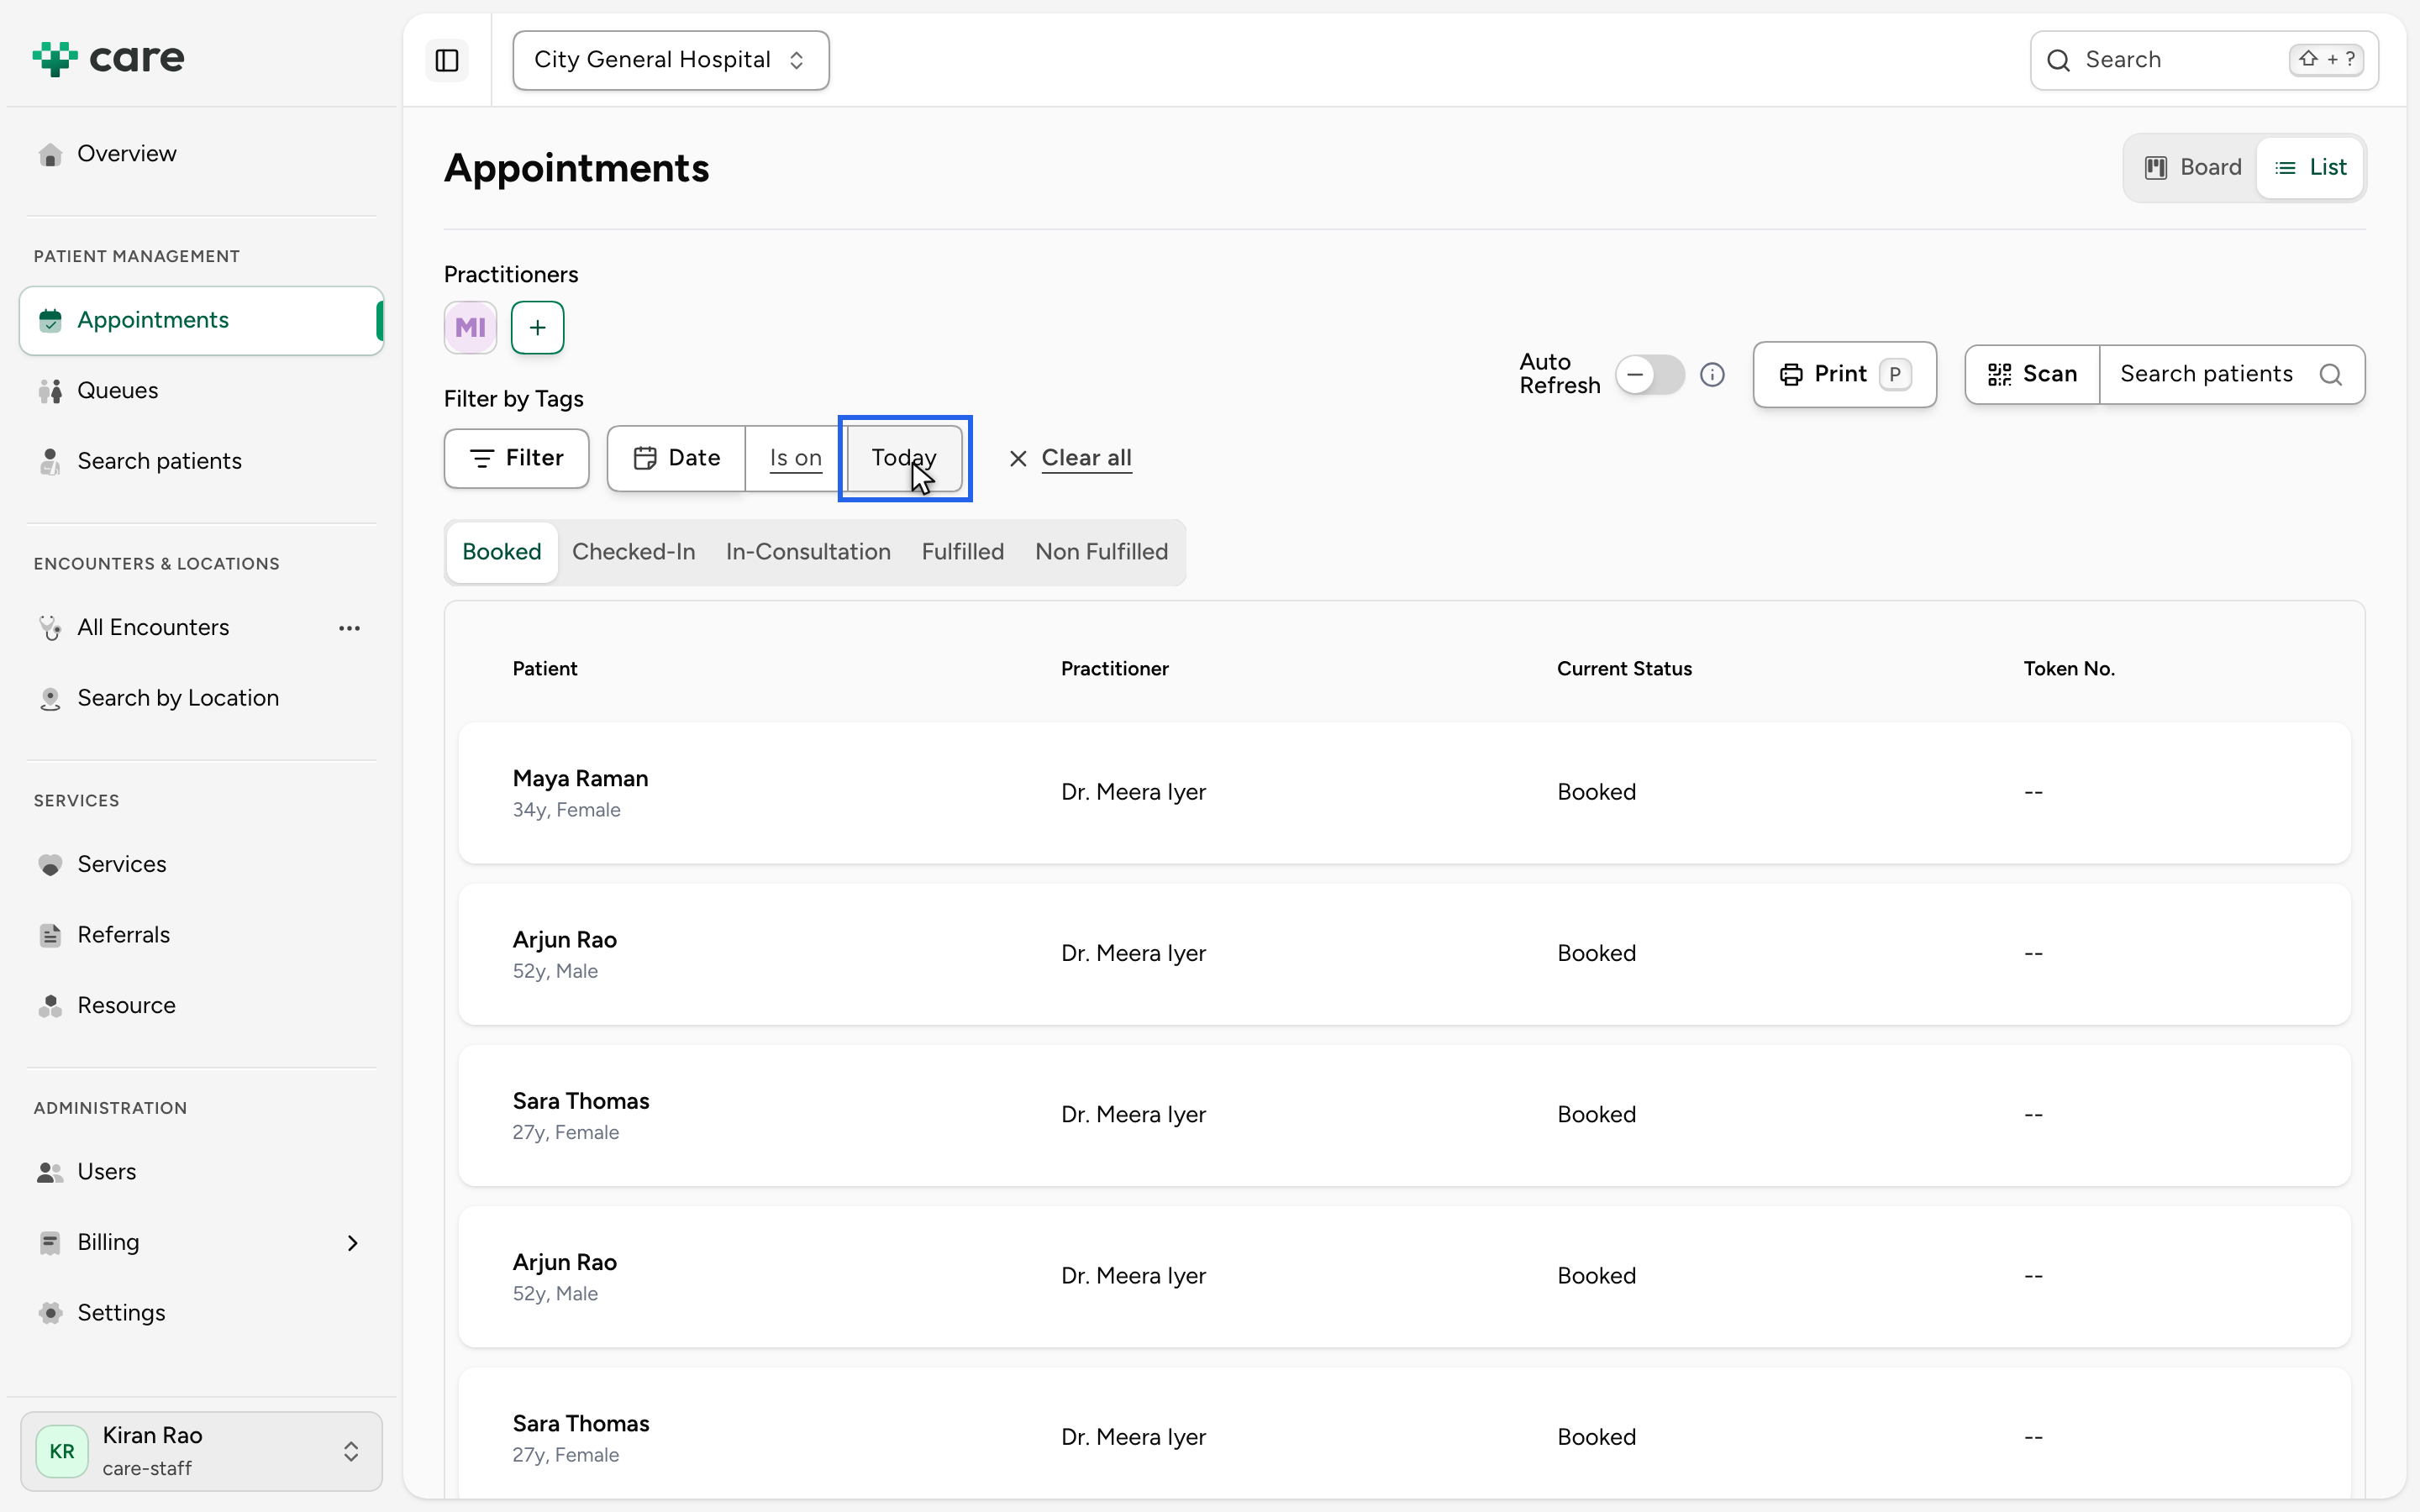 care
City General Hospital
Search
+ ?
Overview
PATIENT MANAGEMENT
Appointments
Queues
Search patients
ENCOUNTERS & LOCATIONS
All Encounters
Search by Location
SERVICES
Services
Referrals
Resource
ADMINISTRATION
Users
Billing
Settings
KR
Kiran Rao
care-staff
Appointments
Board
List
Practitioners
MI
+
Auto
Refresh
Print P
Scan
Search patients
Filter by Tags
Filter
Date
Is on
Today
Clear all
Booked
Checked-In
In-Consultation
Fulfilled
Non Fulfilled
Patient
Practitioner
Current Status
Token No.
Maya Raman
34y, Female
Dr. Meera Iyer
Booked
--
Arjun Rao
52y, Male
Dr. Meera Iyer
Booked
--
Sara Thomas
27y, Female
Dr. Meera Iyer
Booked
--
Arjun Rao
52y, Male
Dr. Meera Iyer
Booked
--
Sara Thomas
27y, Female
Dr. Meera Iyer
Booked
--